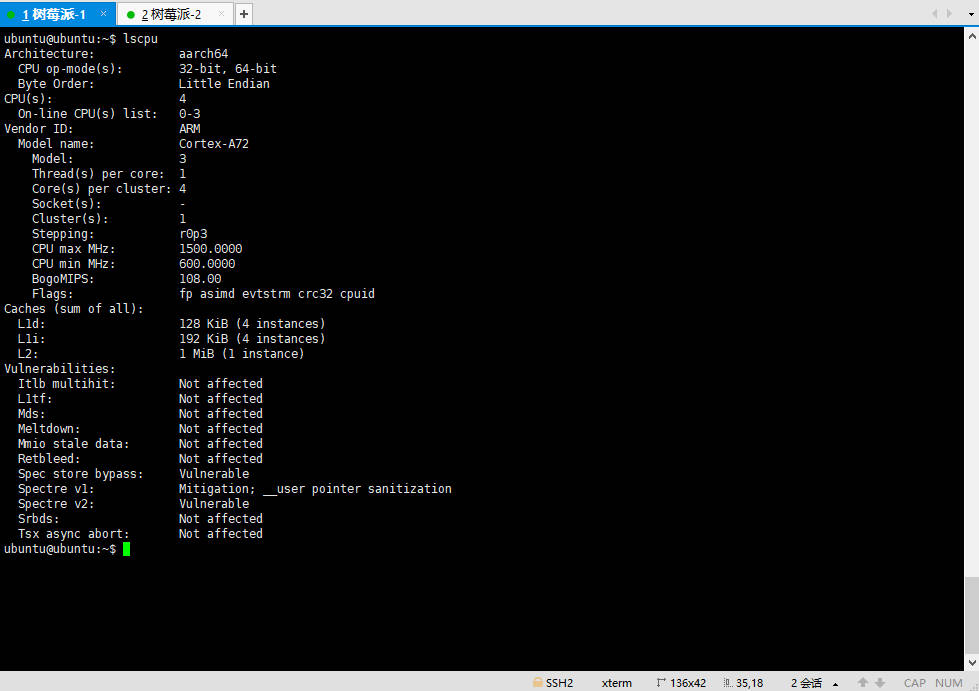 1 树莓派-1 × 2 树莓派-2 × +
ubuntu@ubuntu:~$ lscpu
Architecture: aarch64
CPU op-mode(s): 32-bit, 64-bit
Byte Order: Little Endian
CPU(s): 4
On-line CPU(s) list: 0-3
Vendor ID: ARM
Model name: Cortex-A72
Model: 3
Thread(s) per core: 1
Core(s) per cluster: 4
Socket(s): -
Cluster(s): 1
Stepping: r0p3
CPU max MHz: 1500.0000
CPU min MHz: 600.0000
BogoMIPS: 108.00
Flags: fp asimd evtstrm crc32 cpuid
Caches (sum of all):
L1d: 128 KiB (4 instances)
L1i: 192 KiB (4 instances)
L2: 1 MiB (1 instance)
Vulnerabilities:
Itlb multihit: Not affected
L1tf: Not affected
Mds: Not affected
Meltdown: Not affected
Mmio stale data: Not affected
Retbleed: Not affected
Spec store bypass: Vulnerable
Spectre v1: Mitigation; __user pointer sanitization
Spectre v2: Vulnerable
Srbds: Not affected
Tsx async abort: Not affected
ubuntu@ubuntu:~$
SSH2 xterm 136x42 35,18 2 会话 CAP NUM